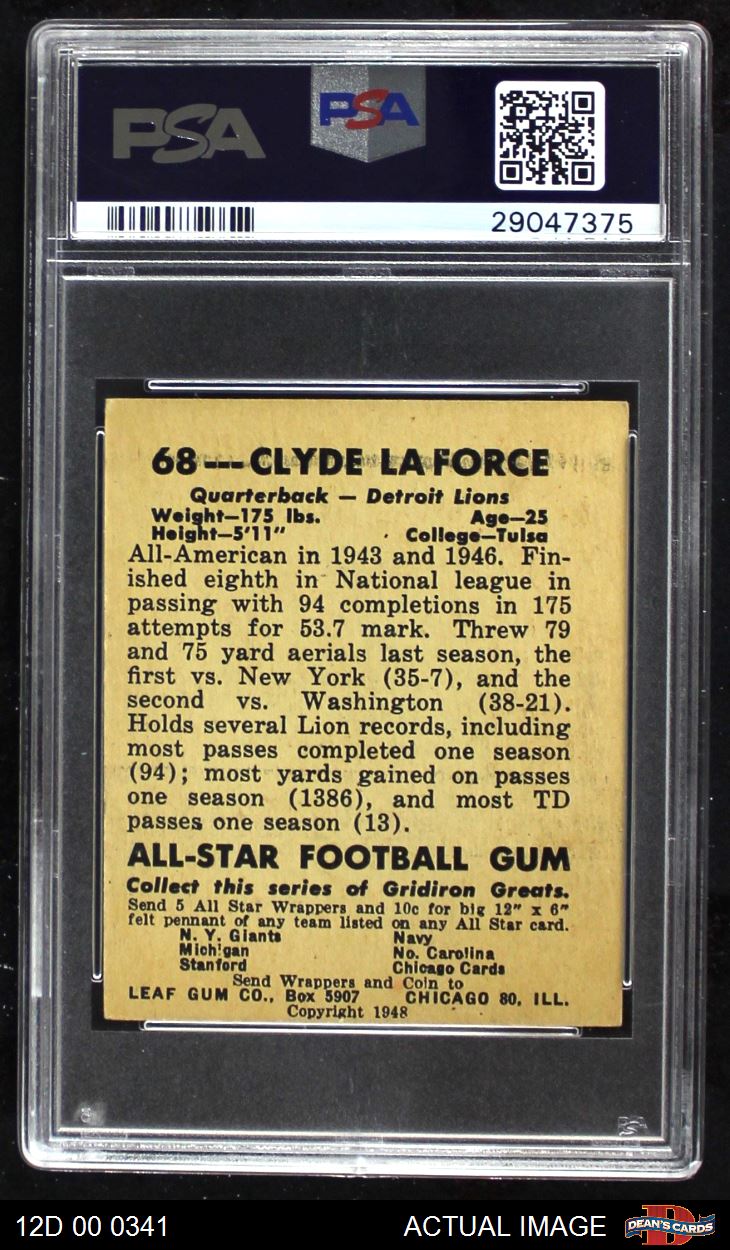 PSA
PSA
29047375
68---CLYDE LA FORCE
Quarterback — Detroit Lions
Weight—175 lbs. Age—25
Height—5'11" College—Tulsa
All-American in 1943 and 1946. Fin-
ished eighth in National league in
passing with 94 completions in 175
attempts for 53.7 mark. Threw 79
and 75 yard aerials last season, the
first vs. New York (35-7), and the
second vs. Washington (38-21).
Holds several Lion records, including
most passes completed one season
(94); most yards gained on passes
one season (1386), and most TD
passes one season (13).
ALL-STAR FOOTBALL GUM
Collect this series of Gridiron Greats.
Send 5 All Star Wrappers and 10c for big 12" x 6"
felt pennant of any team listed on any All Star card.
N. Y. Giants Navy
Michigan No. Carolina
Stanford Chicago Cards
Send Wrappers and Coin to
LEAF GUM CO., Box 5907 CHICAGO 80, ILL.
Copyright 1948
PSA
12D 00 0341 ACTUAL IMAGE DEAN'S CARDS